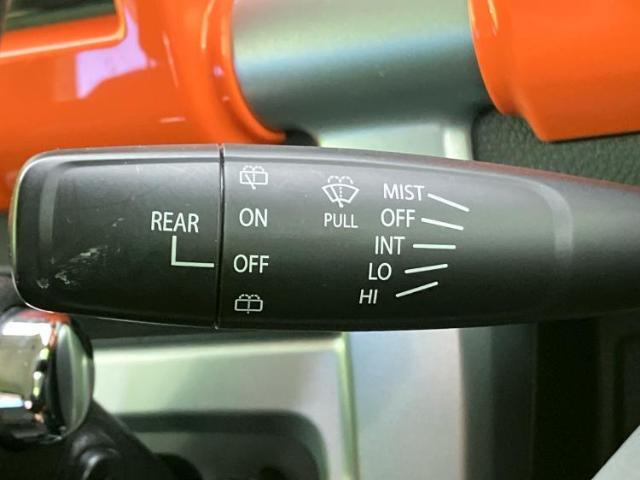 REAR
ON
OFF
PULL
MIST
OFF
INT
LO
HI